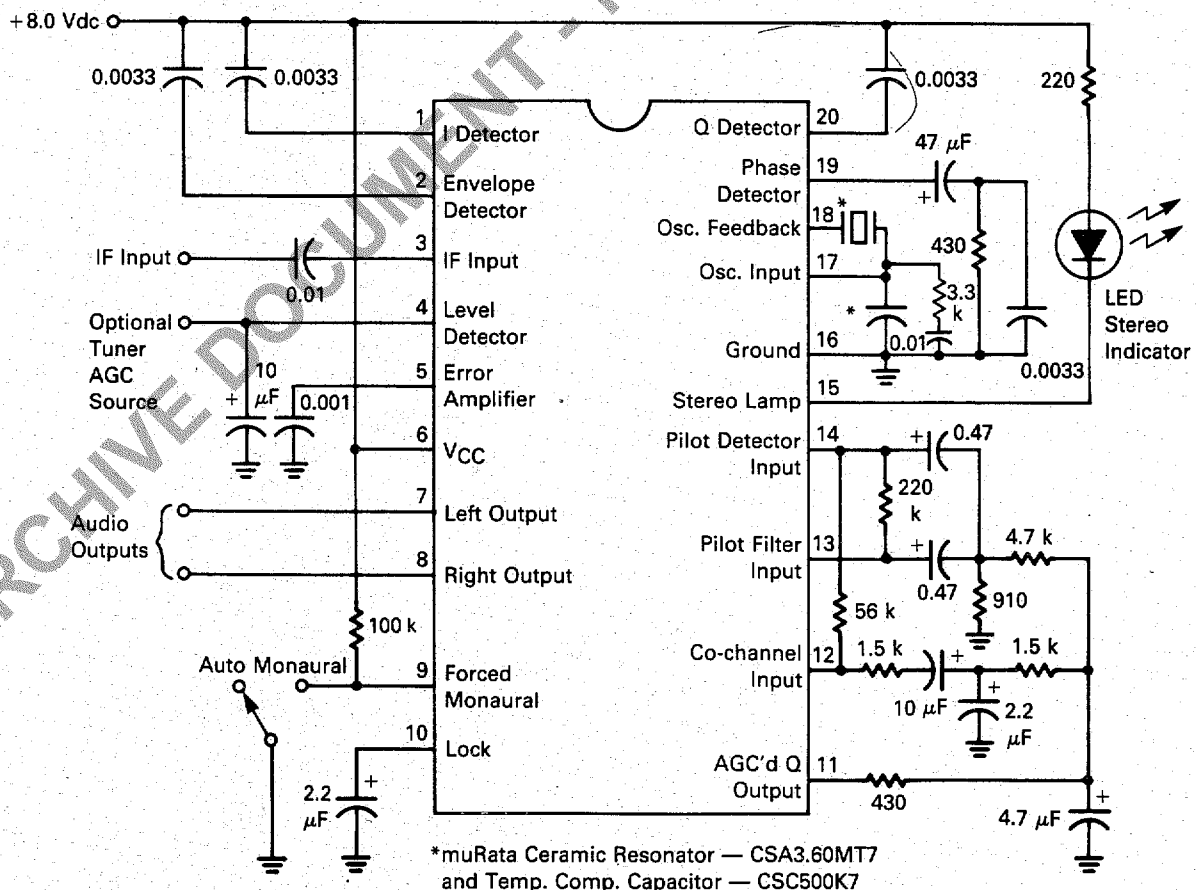 +8.0 Vdc
0.0033
0.0033
0.0033
220
1
I Detector
Q Detector
20
2
Envelope
Detector
Phase
Detector
19
47 μF
+
IF Input
0.01
3
IF Input
Osc. Feedback
18
*
430
Osc. Input
17
3.3
k
*
0.01
Optional
Tuner
AGC
Source
4
Level
Detector
Ground
16
0.0033
LED
Stereo
Indicator
10
μF
+
5
Error
Amplifier
0.001
Stereo Lamp
15
6
VCC
Pilot Detector
Input
14
+
0.47
220
k
Audio
Outputs
7
Left Output
Pilot Filter
Input
13
+
0.47
4.7 k
910
8
Right Output
56 k
100 k
Auto Monaural
9
Forced
Monaural
Co-channel
Input
12
1.5 k
+
10 μF
1.5 k
+
2.2
μF
10
Lock
2.2
μF
+
AGC'd Q
Output
11
430
4.7 μF
+
*muRata Ceramic Resonator — CSA3.60MT7
and Temp. Comp. Capacitor — CSC500K7
ARCHIVE DOCUMENT -